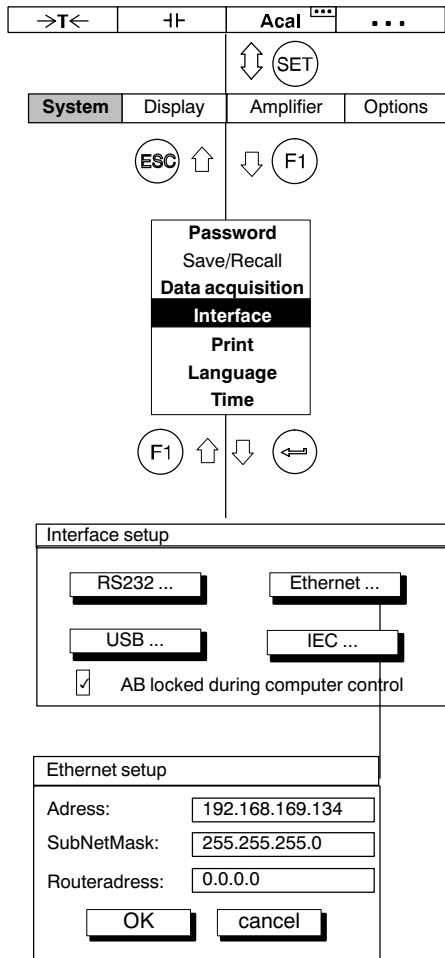 →T← ⊣⊢ Acal ...
SET
System Display Amplifier Options
ESC F1
Password
Save/Recall
Data acquisition
Interface
Print
Language
Time
F1
Interface setup
RS232 ... Ethernet ...
USB ... IEC ...
✓ AB locked during computer control
Ethernet setup
Adress: 192.168.169.134
SubNetMask: 255.255.255.0
Routeradress: 0.0.0.0
OK cancel